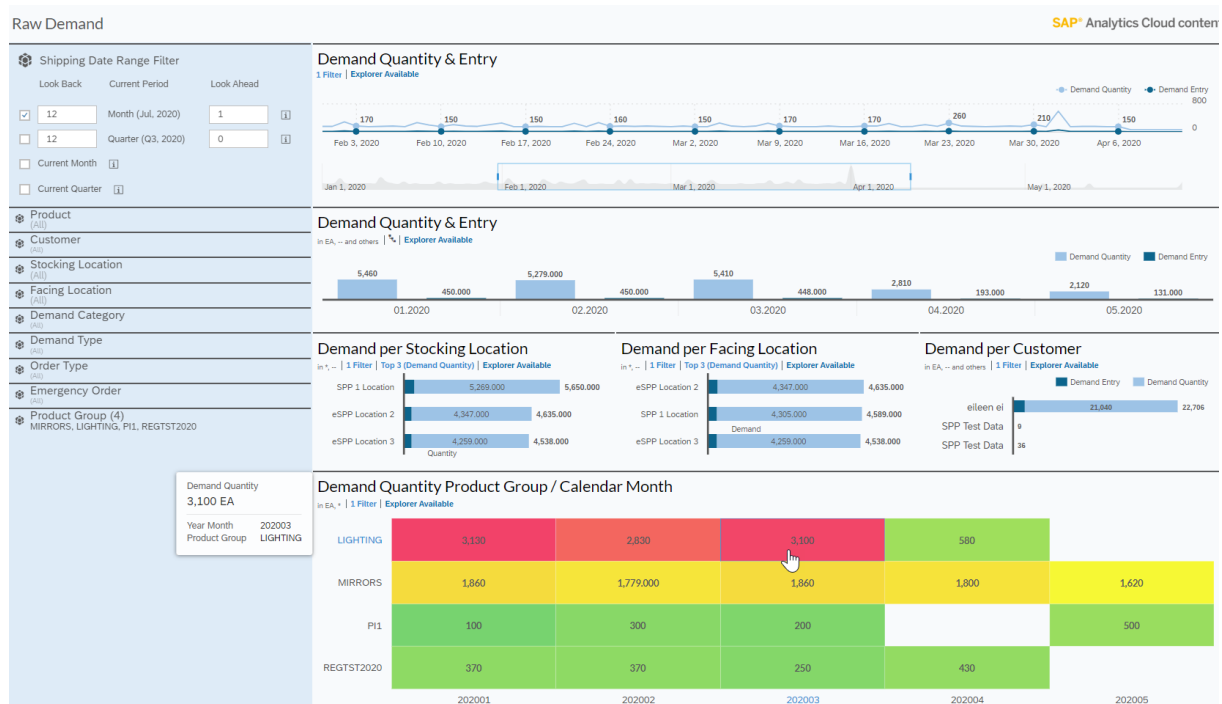 Raw Demand
SAP® Analytics Cloud content
Shipping Date Range Filter
Look Back Current Period Look Ahead
12 Month (Jul, 2020) 1
12 Quarter (Q3, 2020) 0
Current Month
Current Quarter
Product
(All)
Customer
(All)
Stocking Location
(All)
Facing Location
(All)
Demand Category
(All)
Demand Type
(All)
Order Type
(All)
Emergency Order
(All)
Product Group (4)
MIRRORS, LIGHTING, PI1, REGTST2020
Demand Quantity & Entry
1 Filter | Explorer Available
Demand Quantity Demand Entry
800
170 150 150 160 150 170 170 260 210 150
0
Feb 3, 2020 Feb 10, 2020 Feb 17, 2020 Feb 24, 2020 Mar 2, 2020 Mar 9, 2020 Mar 16, 2020 Mar 23, 2020 Mar 30, 2020 Apr 6, 2020
Jan 1, 2020 Feb 1, 2020 Mar 1, 2020 Apr 1, 2020 May 1, 2020
Demand Quantity & Entry
in EA, -- and others | Explorer Available
Demand Quantity Demand Entry
5,460 450.000 5,279.000 450.000 5,410 448.000 2,810 193.000 2,120 131.000
01.2020 02.2020 03.2020 04.2020 05.2020
Demand per Stocking Location
in *, -- | 1 Filter | Top 3 (Demand Quantity) | Explorer Available
SPP 1 Location 5,269.000 5,650.000
eSPP Location 2 4,347.000 4,635.000
eSPP Location 3 4,259.000 4,538.000
Quantity
Demand per Facing Location
in *, -- | 1 Filter | Top 3 (Demand Quantity) | Explorer Available
eSPP Location 2 4,347.000 4,635.000
SPP 1 Location 4,305.000 4,589.000
Demand
eSPP Location 3 4,259.000 4,538.000
Demand per Customer
in EA, -- and others | 1 Filter | Explorer Available
Demand Entry Demand Quantity
eileen ei 21,040 22,706
SPP Test Data 9
SPP Test Data 36
Demand Quantity
3,100 EA
Year Month 202003
Product Group LIGHTING
Demand Quantity Product Group / Calendar Month
in EA, * | 1 Filter | Explorer Available
LIGHTING 3,130 2,830 3,100 580
MIRRORS 1,860 1,779.000 1,860 1,800 1,620
PI1 100 300 200 500
REGTST2020 370 370 250 430
202001 202002 202003 202004 202005